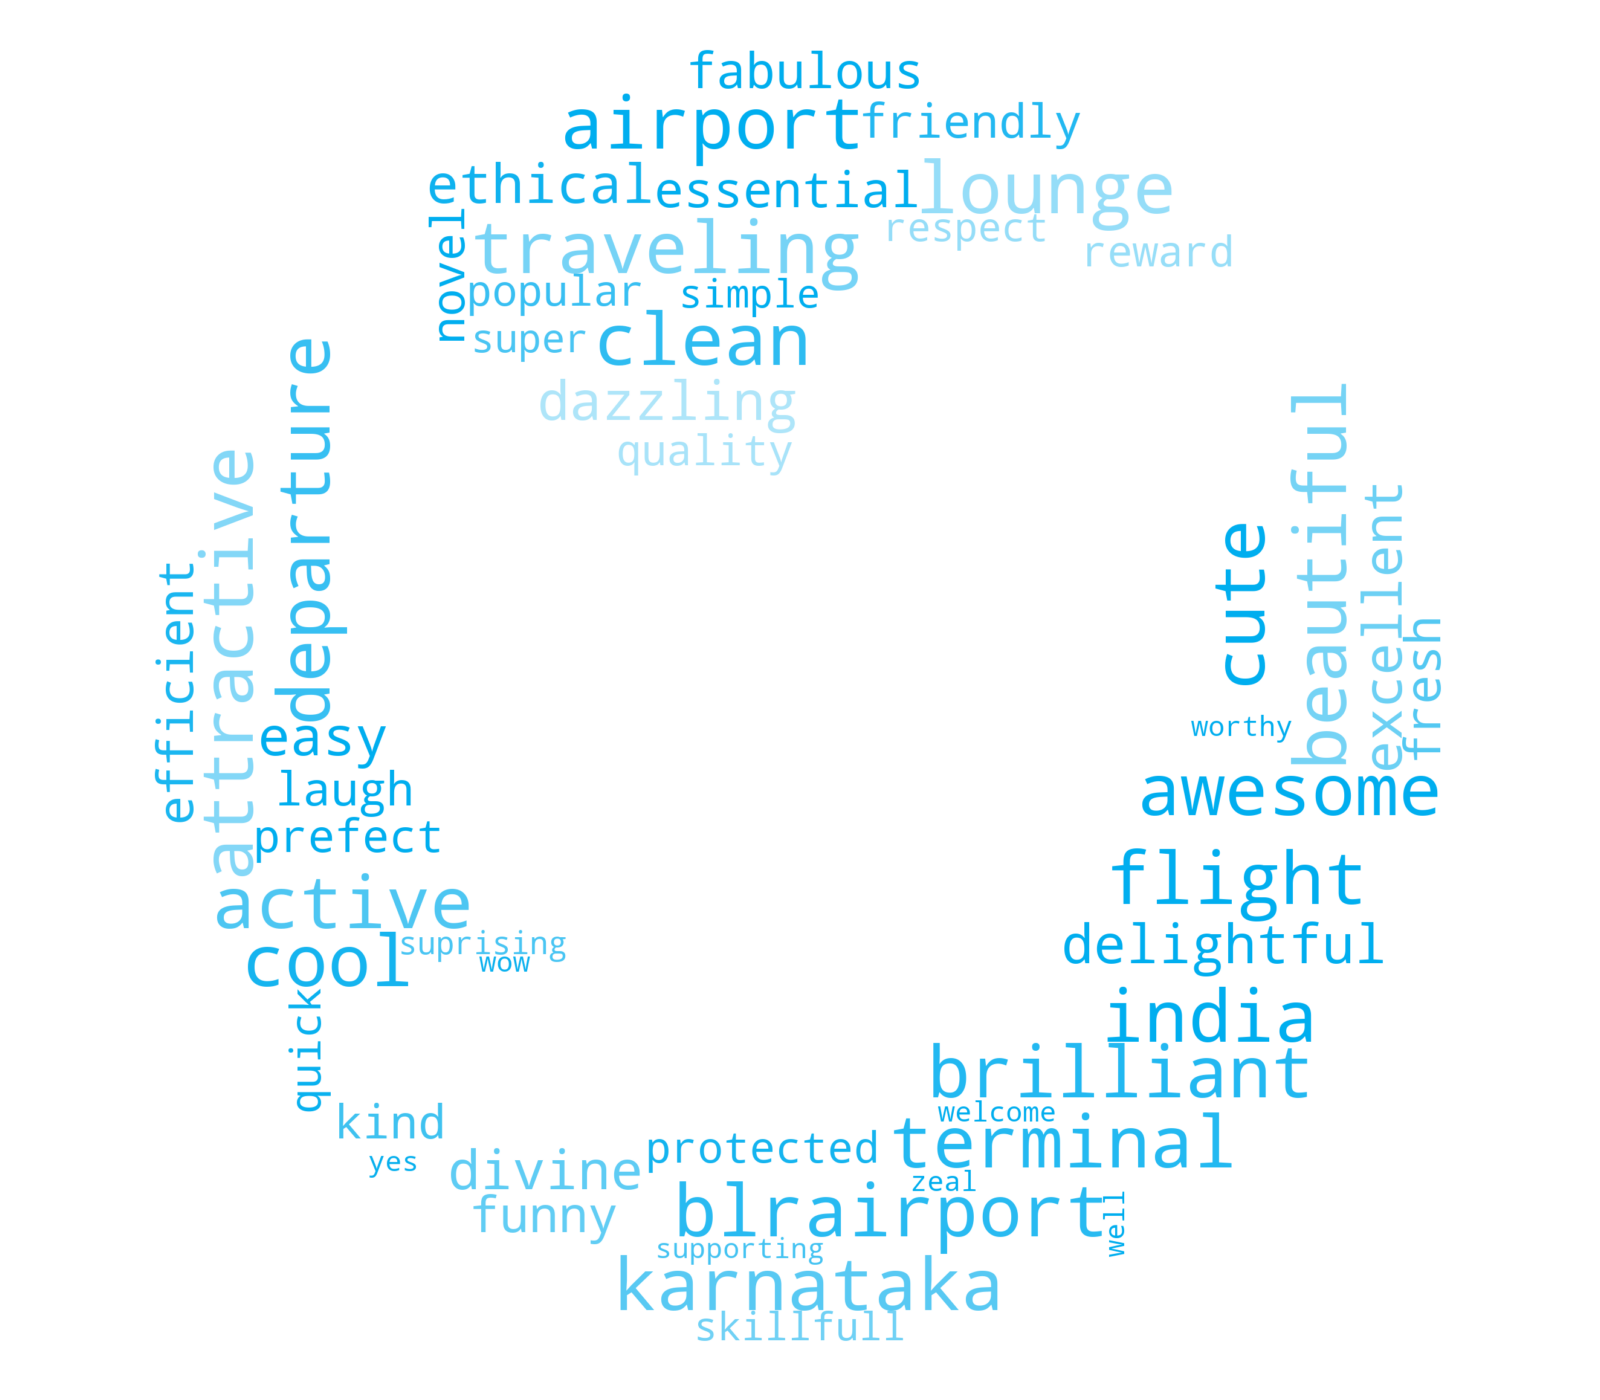 fabulous
airport friendly
ethical essential lounge
novel traveling respect reward
popular simple
super clean
dazzling
quality
departure
attractive
efficient
easy
laugh
prefect
active
cool suprising
wow
quick
kind
yes
beautiful
excellent
cute
fresh
worthy
awesome
flight
delightful
india
brilliant
welcome
protected terminal
divine zeal
funny blrairport well
supporting
karnataka
skillfull